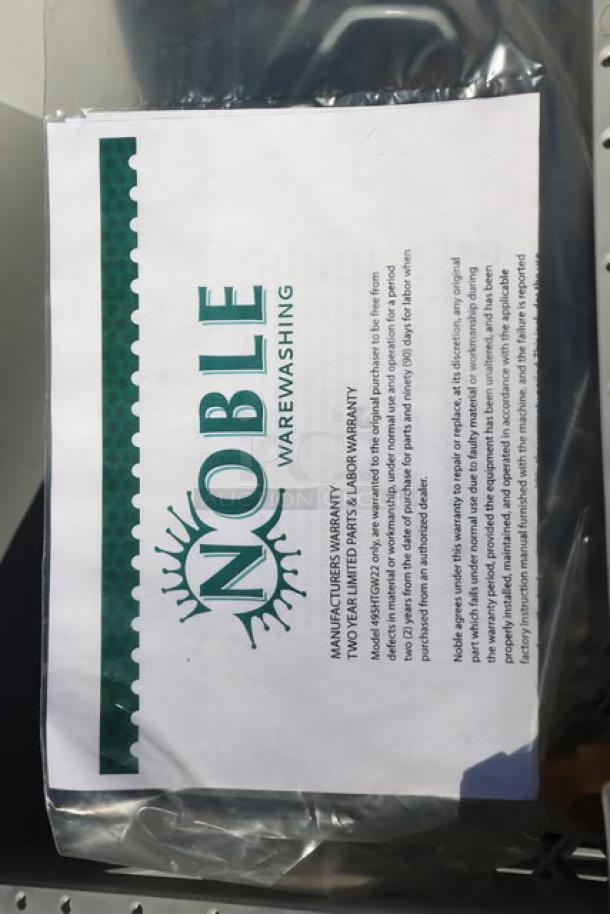 NOBLE
WAREWASHING
MANUFACTURERS WARRANTY
TWO YEAR LIMITED PARTS & LABOR WARRANTY
Model 495HTGW22 only, are warranted to the original purchaser to be free from
defects in material or workmanship, under normal use and operation for a period
two (2) years from the date of purchase for parts and ninety (90) days for labor when
purchased from an authorized dealer.
Noble agrees under this warranty to repair or replace, at its discretion, any original
part which fails under normal use due to faulty material or workmanship during
the warranty period, provided the equipment has been unaltered, and has been
properly installed, maintained, and operated in accordance with the applicable
factory instruction manual furnished with the machine, and the failure is reported